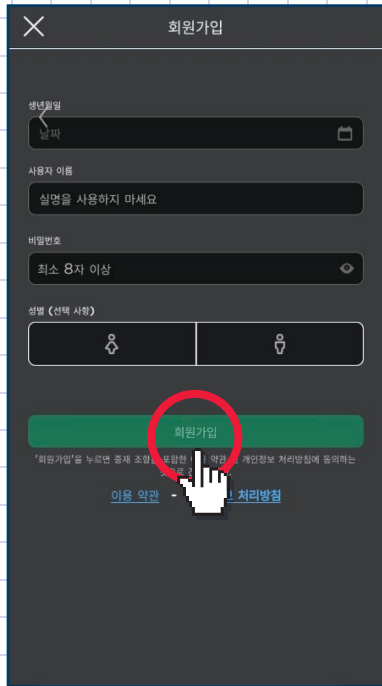 회원가입
생년월일
날짜
사용자 이름
실명을 사용하지 마세요
비밀번호
최소 8자 이상
성별 (선택 사항)
회원가입
'회원가입'을 누르면 중재 조항을 포함한 약관 개인정보 처리방침에 동의하는
것으로
이용 약관 - 처리방침